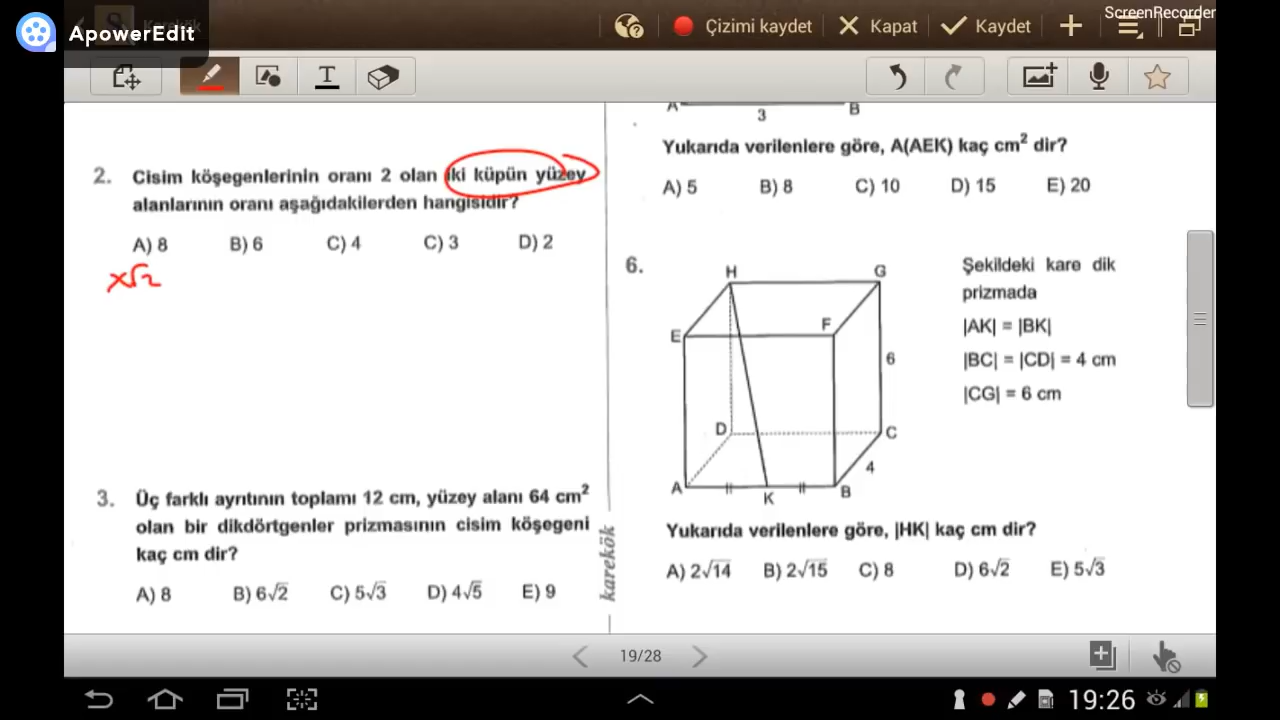 ScreenRecorder
ApowerEdit
Çizimi kaydet
Kapat
Kaydet
T
2. Cisim köşegenlerinin oranı 2 olan iki küpün yüzey
alanlarının oranı aşağıdakilerden hangisidir?
A) 8 B) 6 C) 4 C) 3 D) 2
x√2
3. Üç farklı ayrıtının toplamı 12 cm, yüzey alanı 64 cm²
olan bir dikdörtgenler prizmasının cisim köşegeni
kaç cm dir?
A) 8 B) 6√2 C) 5√3 D) 4√5 E) 9
karekök
A 3 B
Yukarıda verilenlere göre, A(AEK) kaç cm² dir?
A) 5 B) 8 C) 10 D) 15 E) 20
6.
H G
E F
6
D C
4
A K B
Şekildeki kare dik
prizmada
|AK| = |BK|
|BC| = |CD| = 4 cm
|CG| = 6 cm
Yukarıda verilenlere göre, |HK| kaç cm dir?
A) 2√14 B) 2√15 C) 8 D) 6√2 E) 5√3
19/28
19:26